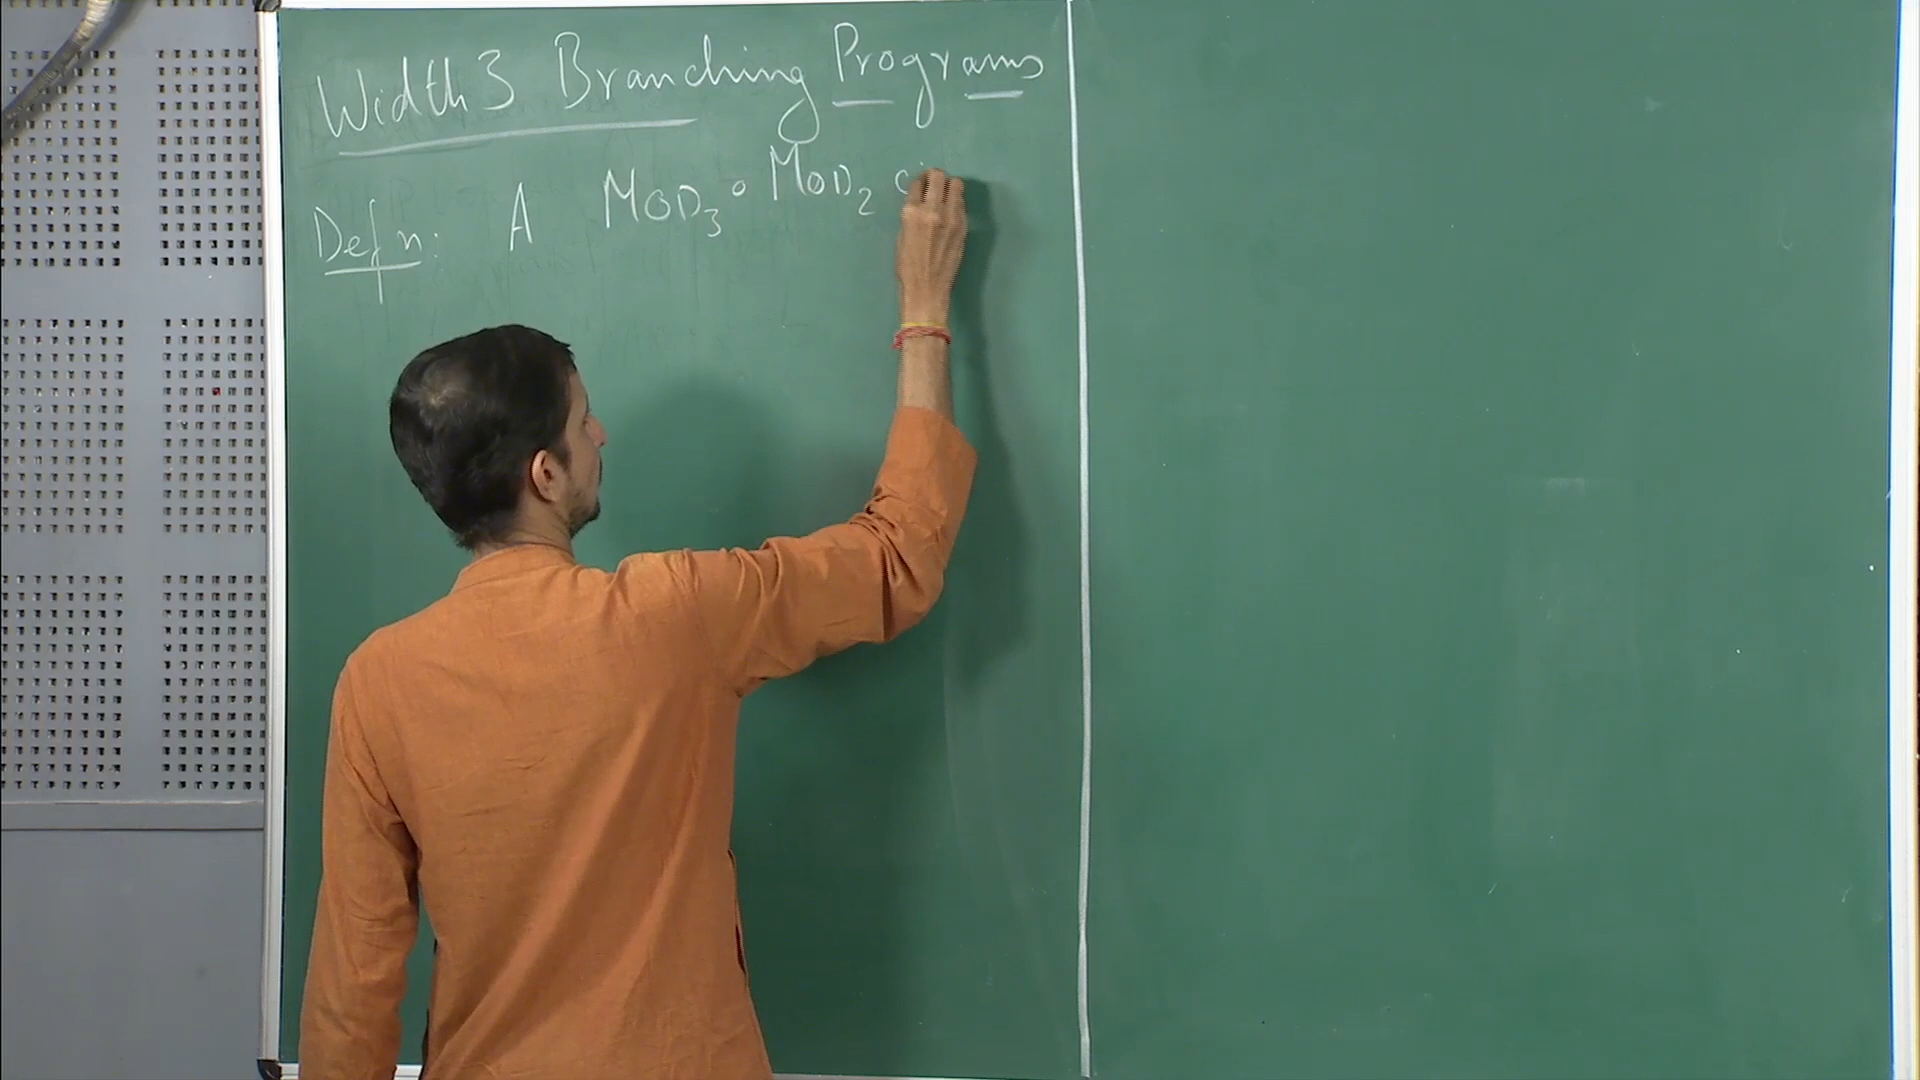 Width 3 Branching Programs
Defn: A MOD₃ ∘ MOD₂